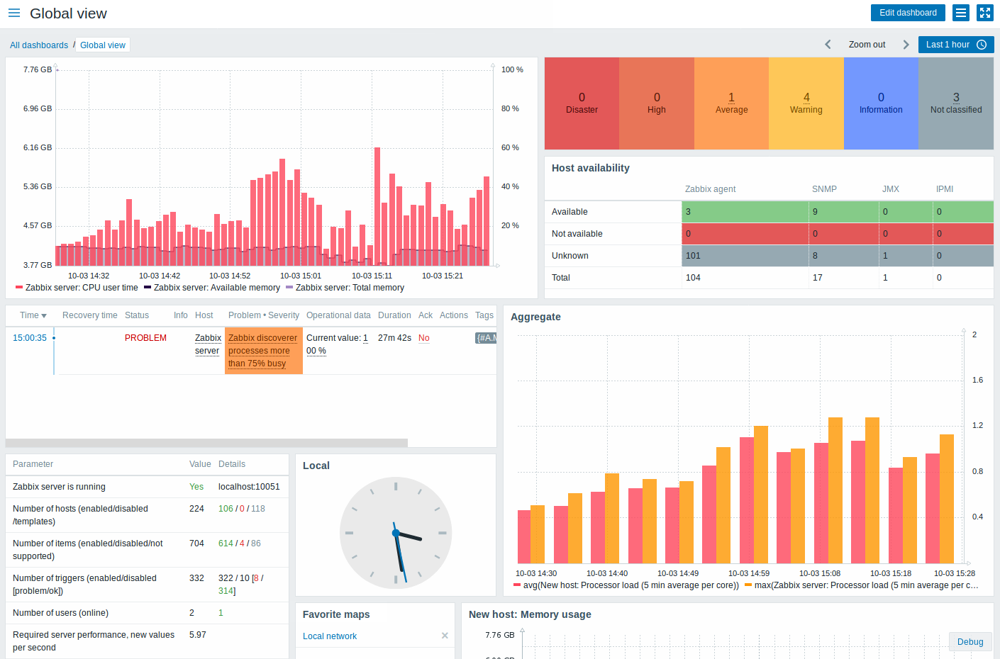 Global view
Edit dashboard
All dashboards / Global view
Zoom out
Last 1 hour
7.76 GB
6.96 GB
6.16 GB
5.36 GB
4.57 GB
3.77 GB
100 %
80 %
60 %
40 %
20 %
10-03 14:32 10-03 14:42 10-03 14:52 10-03 15:01 10-03 15:11 10-03 15:21
Zabbix server: CPU user time Zabbix server: Available memory Zabbix server: Total memory
0 0 1 4 0 3
Disaster High Average Warning Information Not classified
Host availability
Zabbix agent SNMP JMX IPMI
Available 3 9 0 0
Not available 0 0 0 0
Unknown 101 8 1 0
Total 104 17 1 0
Time Recovery time Status Info Host Problem • Severity Operational data Duration Ack Actions Tags
15:00:35 PROBLEM Zabbix Zabbix discoverer Current value: 1 27m 42s No {#A.M
server processes more 00 %
than 75% busy
Aggregate
2
1.6
1.2
0.8
0.4
10-03 14:30 10-03 14:40 10-03 14:49 10-03 14:59 10-03 15:08 10-03 15:18 10-03 15:28
avg(New host: Processor load (5 min average per core)) max(Zabbix server: Processor load (5 min average per c...
Parameter Value Details
Zabbix server is running Yes localhost:10051
Number of hosts (enabled/disabled 224 106 / 0 / 118
/templates)
Number of items (enabled/disabled/not 704 614 / 4 / 86
supported)
Number of triggers (enabled/disabled 332 322 / 10 [8 /
[problem/ok]) 314]
Number of users (online) 2 1
Required server performance, new values 5.97
per second
Local
Favorite maps
Local network
New host: Memory usage
7.76 GB
Debug